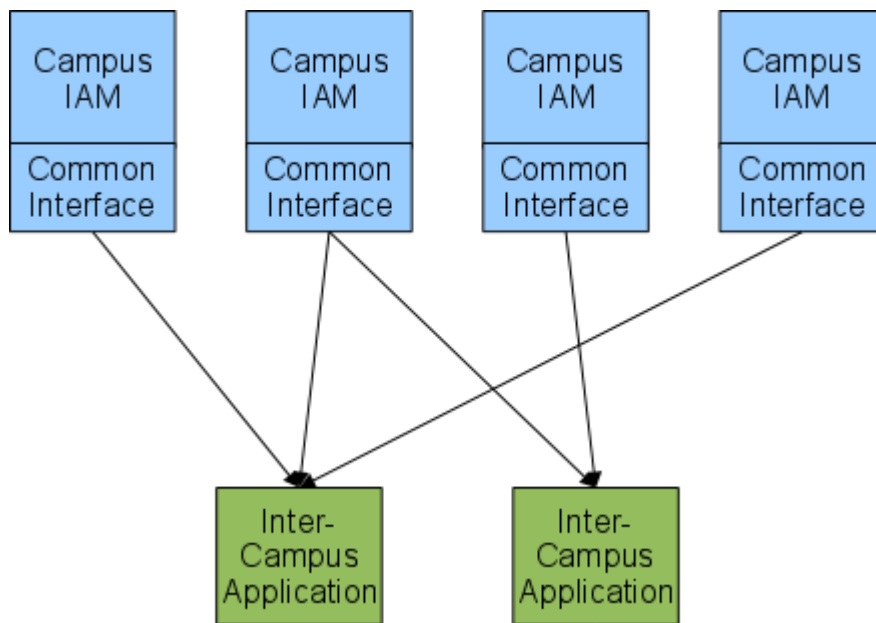 Campus
IAM
Common
Interface
Campus
IAM
Common
Interface
Campus
IAM
Common
Interface
Campus
IAM
Common
Interface
Inter-
Campus
Application
Inter-
Campus
Application